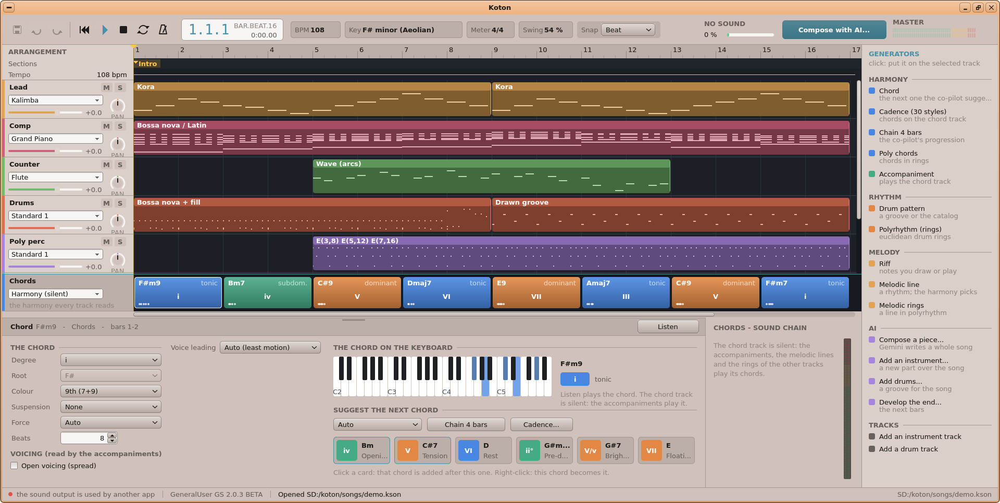 Koton
1.1.1
BAR.BEAT.16
0:00.00
BPM 108
Key F# minor (Aeolian)
Meter 4/4
Swing 54 %
Snap Beat
NO SOUND
0 %
Compose with AI...
MASTER
ARRANGEMENT
1 2 3 4 5 6 7 8 9 10 11 12 13 14 15 16 17
Sections
Intro
Tempo 108 bpm
Lead M S
Kalimba
+0.0 PAN
Kora
Kora
Comp M S
Grand Piano
+0.0 PAN
Bossa nova / Latin
Counter M S
Flute
+0.0 PAN
Wave (arcs)
Drums M S
Standard 1
+0.0 PAN
Bossa nova + fill
Drawn groove
Poly perc M S
Standard 1
+0.0 PAN
E(3,8) E(5,12) E(7,16)
Chords
Harmony (silent)
the harmony every track reads
F#m9 tonic
i
Bm7 subdom.
iv
C#9 dominant
V
Dmaj7 tonic
VI
E9 dominant
VII
Amaj7 tonic
III
C#9 dominant
V
F#m7 tonic
i
GENERATORS
click: put it on the selected track
HARMONY
Chord
the next one the co-pilot sugge...
Cadence (30 styles)
chords on the chord track
Chain 4 bars
the co-pilot's progression
Poly chords
chords in rings
Accompaniment
plays the chord track
RHYTHM
Drum pattern
a groove or the catalog
Polyrhythm (rings)
euclidean drum rings
MELODY
Riff
notes you draw or play
Melodic line
a rhythm; the harmony picks
Melodic rings
a line in polyrhythm
AI
Compose a piece...
Gemini writes a whole song
Add an instrument...
a new part over the song
Add drums...
a groove for the song
Develop the end...
the next bars
TRACKS
Add an instrument track
Add a drum track
Chord F#m9 - Chords - bars 1-2
Listen
THE CHORD
Degree i
Root F#
Colour 9th (7+9)
Suspension None
Force Auto
Beats 8
VOICING (read by the accompaniments)
Open voicing (spread)
Voice leading Auto (least motion)
THE CHORD ON THE KEYBOARD
C2 C3 C4 C5
F#m9
i tonic
Listen plays the chord. The chord track
is silent: the accompaniments play it.
SUGGEST THE NEXT CHORD
Auto
Chain 4 bars
Cadence...
iv Bm Openi...
V C#7 Tension
VI D Rest
ii° G#m... Pre-d...
V/v G#7 Brigh...
VII E Floati...
Click a card: that chord is added after this one. Right-click: this chord becomes it.
CHORDS - SOUND CHAIN
The chord track is silent: the
accompaniments, the melodic lines
and the rings of the other tracks
play its chords.
the sound output is used by another app
GeneralUser GS 2.0.3 BETA
Opened SD:/koton/songs/demo.kson
SD:/koton/songs/demo.kson